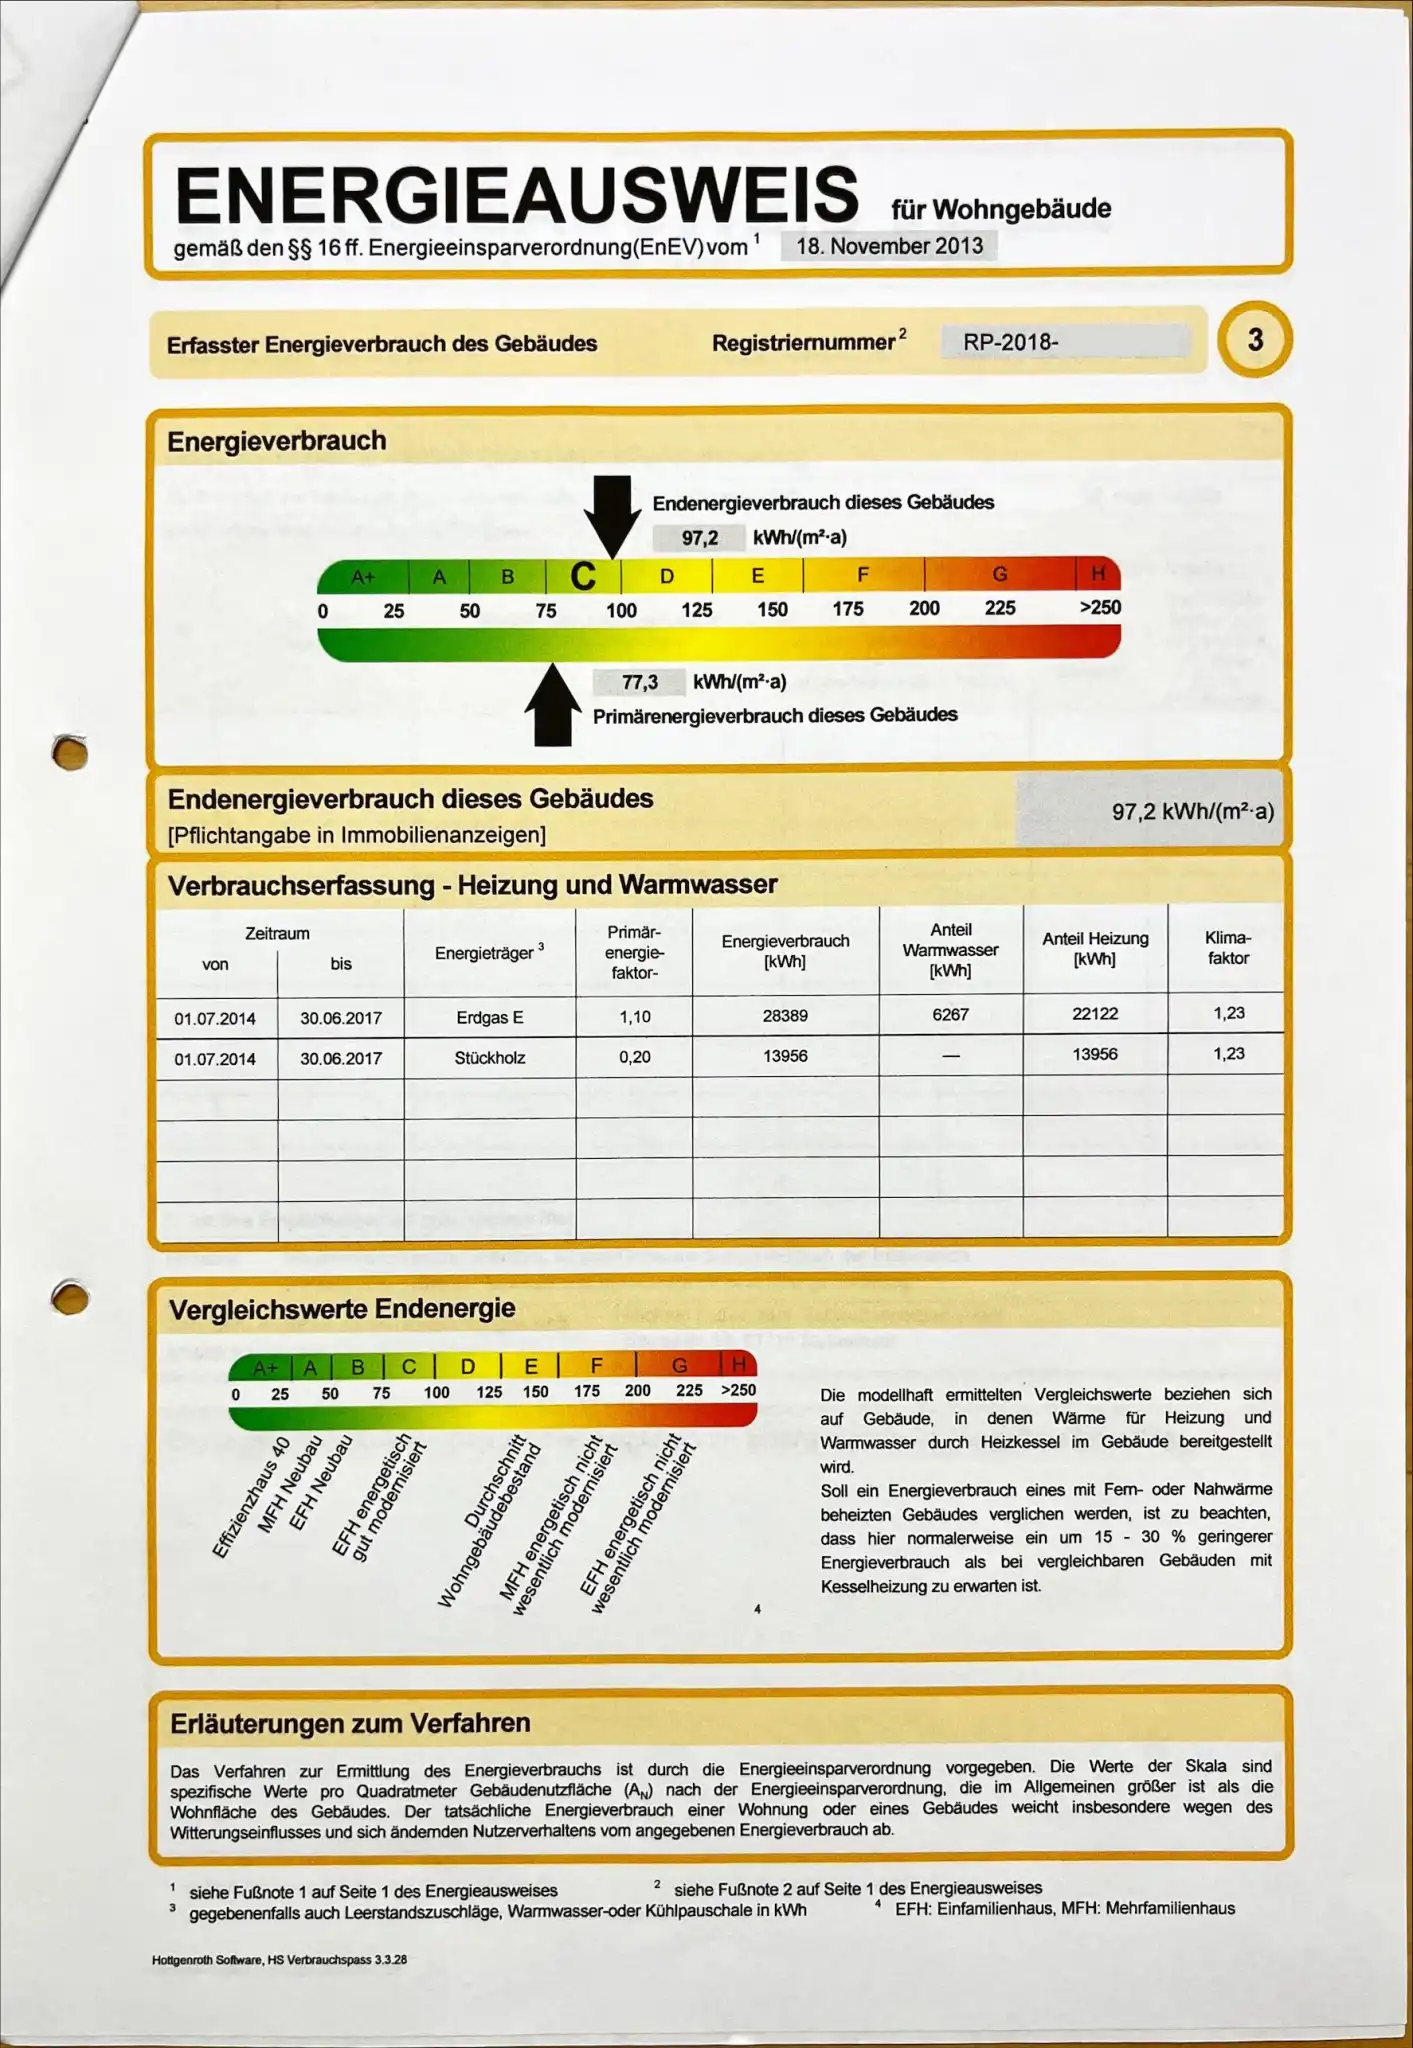 ENERGIEAUSWEIS für Wohngebäude
gemäß den §§ 16 ff. Energieeinsparverordnung(EnEV) vom ¹ 18. November 2013
Erfasster Energieverbrauch des Gebäudes Registriernummer ² RP-2018- 3
Energieverbrauch
Endenergieverbrauch dieses Gebäudes
97,2 kWh/(m²·a)
A+ A B C D E F G H
0 25 50 75 100 125 150 175 200 225 >250
77,3 kWh/(m²·a)
Primärenergieverbrauch dieses Gebäudes
Endenergieverbrauch dieses Gebäudes
[Pflichtangabe in Immobilienanzeigen]
97,2 kWh/(m²·a)
Verbrauchserfassung - Heizung und Warmwasser
Zeitraum
von bis
Energieträger ³
Primär-
energie-
faktor-
Energieverbrauch
[kWh]
Anteil
Warmwasser
[kWh]
Anteil Heizung
[kWh]
Klima-
faktor
01.07.2014 30.06.2017 Erdgas E 1,10 28389 6267 22122 1,23
01.07.2014 30.06.2017 Stückholz 0,20 13956 — 13956 1,23
Vergleichswerte Endenergie
A+ A B C D E F G H
0 25 50 75 100 125 150 175 200 225 >250
Effizienzhaus 40
MFH Neubau
EFH Neubau
EFH energetisch
gut modernisiert
Durchschnitt
Wohngebäudebestand
MFH energetisch nicht
wesentlich modernisiert
EFH energetisch nicht
wesentlich modernisiert
4
Die modellhaft ermittelten Vergleichswerte beziehen sich
auf Gebäude, in denen Wärme für Heizung und
Warmwasser durch Heizkessel im Gebäude bereitgestellt
wird.
Soll ein Energieverbrauch eines mit Fern- oder Nahwärme
beheizten Gebäudes verglichen werden, ist zu beachten,
dass hier normalerweise ein um 15 - 30 % geringerer
Energieverbrauch als bei vergleichbaren Gebäuden mit
Kesselheizung zu erwarten ist.
Erläuterungen zum Verfahren
Das Verfahren zur Ermittlung des Energieverbrauchs ist durch die Energieeinsparverordnung vorgegeben. Die Werte der Skala sind
spezifische Werte pro Quadratmeter Gebäudenutzfläche (A_N) nach der Energieeinsparverordnung, die im Allgemeinen größer ist als die
Wohnfläche des Gebäudes. Der tatsächliche Energieverbrauch einer Wohnung oder eines Gebäudes weicht insbesondere wegen des
Witterungseinflusses und sich ändernden Nutzerverhaltens vom angegebenen Energieverbrauch ab.
¹ siehe Fußnote 1 auf Seite 1 des Energieausweises ² siehe Fußnote 2 auf Seite 1 des Energieausweises
³ gegebenenfalls auch Leerstandszuschläge, Warmwasser-oder Kühlpauschale in kWh ⁴ EFH: Einfamilienhaus, MFH: Mehrfamilienhaus
Hottgenroth Software, HS Verbrauchspass 3.3.28